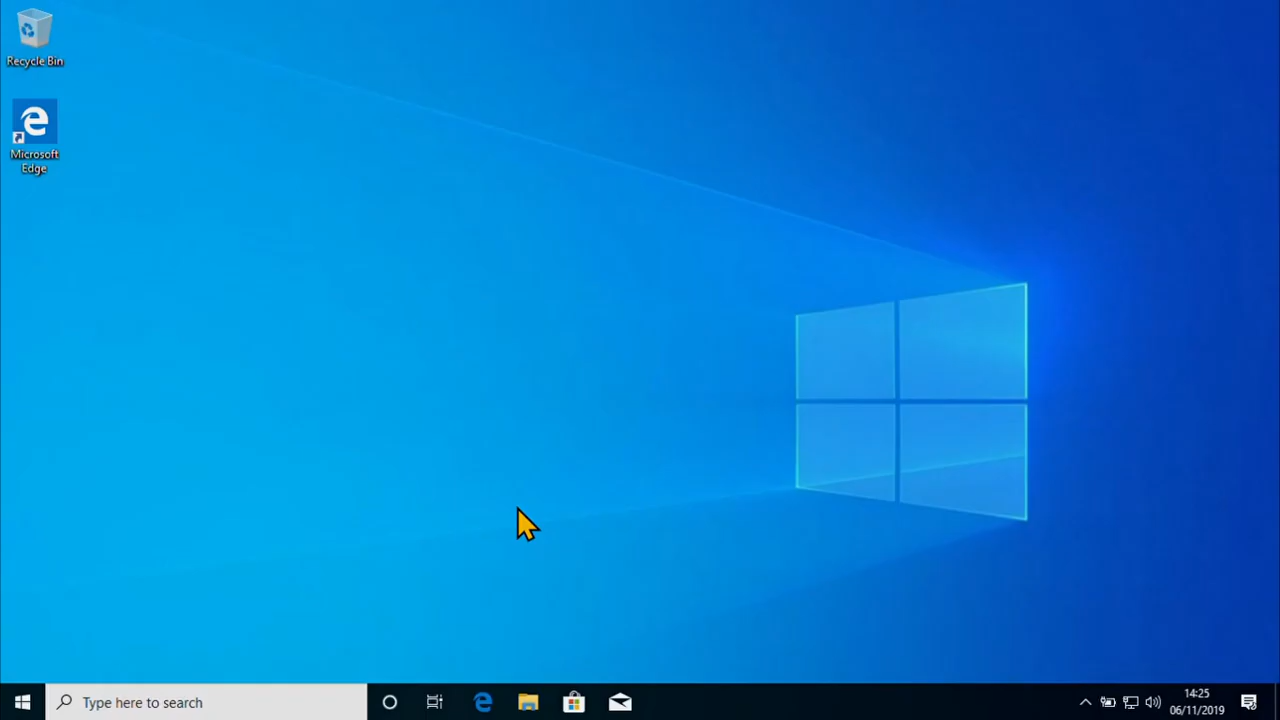 Recycle Bin
Microsoft
Edge
Type here to search
14:25
06/11/2019